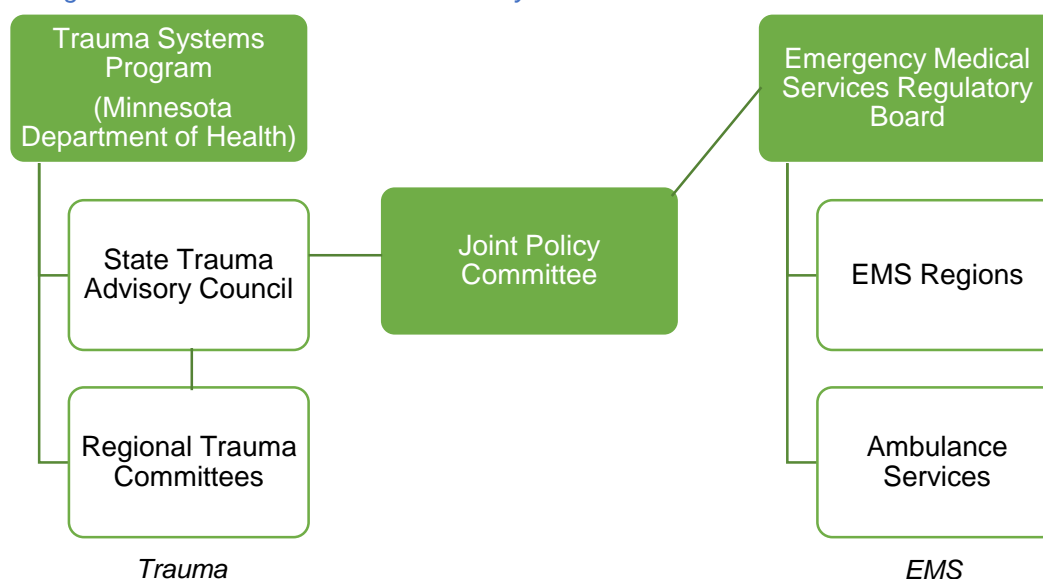 Trauma Systems
Program
(Minnesota
Department of Health)
State Trauma
Advisory Council
Regional Trauma
Committees
Trauma
Joint Policy
Committee
Emergency Medical
Services Regulatory
Board
EMS Regions
Ambulance
Services
EMS